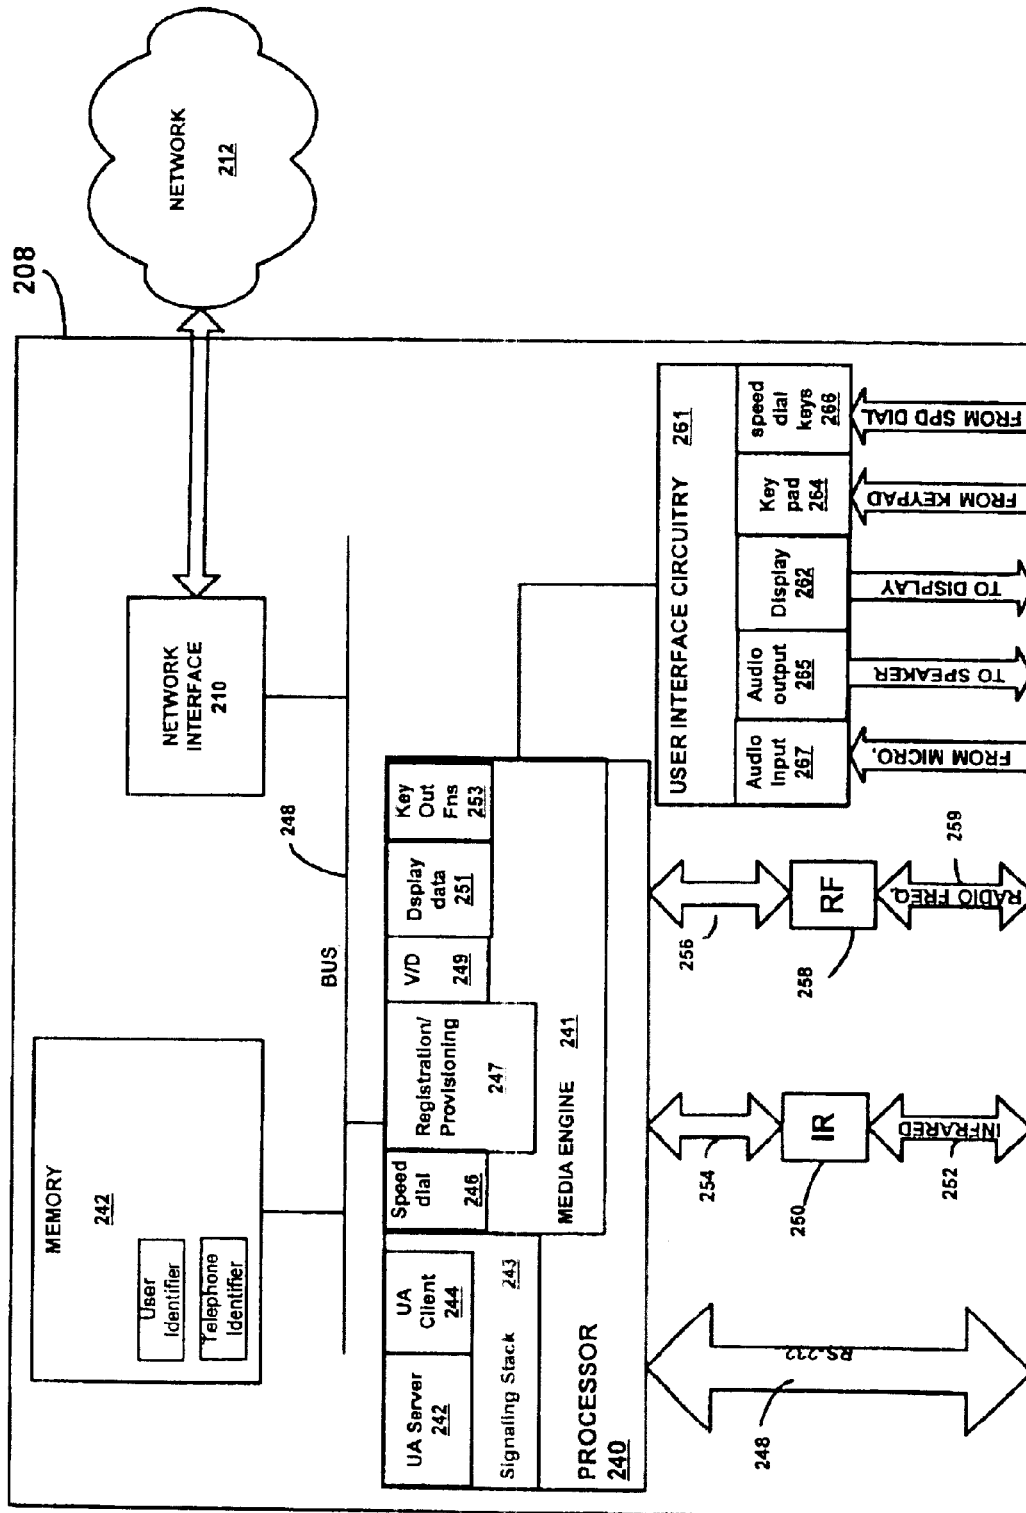 208
NETWORK
212
MEMORY
242
User
Identifier
Telephone
Identifier
NETWORK
INTERFACE
210
BUS
248
UA Server
242
UA Client
244
Signaling Stack
243
Speed
dial
246
Registration/
Provisioning
247
V/D
249
Dsplay
data
251
Key
Out
Fns
253
MEDIA ENGINE
241
PROCESSOR
240
USER INTERFACE CIRCUITRY
261
Audio
Input
267
Audio
output
265
Display
262
Key
pad
264
speed
dial
keys
266
RS-232
248
254
IR
250
INFRARED
252
256
RF
258
RADIO FREQ.
259
FROM MICRO.
TO SPEAKER
TO DISPLAY
FROM KEYPAD
FROM SPD DIAL